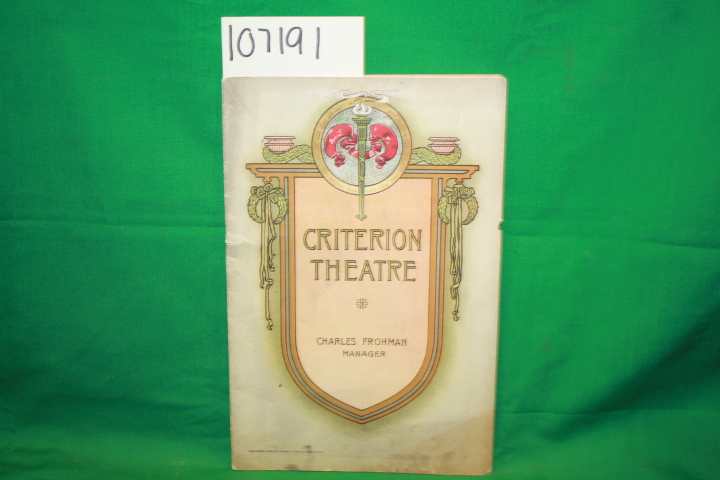 107191
CRITERION
THEATRE
CHARLES FROHMAN
MANAGER